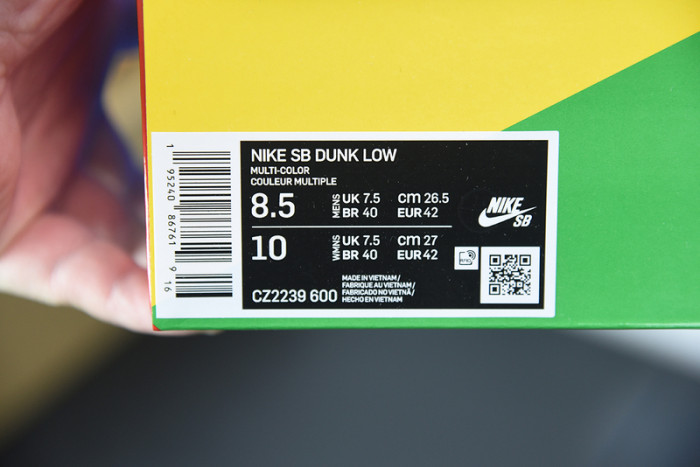 NIKE SB DUNK LOW
MULTI-COLOR
COULEUR MULTIPLE
8.5 MENS UK 7.5 cm 26.5
BR 40 EUR 42
10 WMNS UK 7.5 cm 27
BR 40 EUR 42
CZ2239 600
MADE IN VIETNAM/
FABRIQUE AU VIETNAM/
FABRICADO NO VIETNÃ/
HECHO EN VIETNAM
NIKE
SB
1 95240 86761 9 16